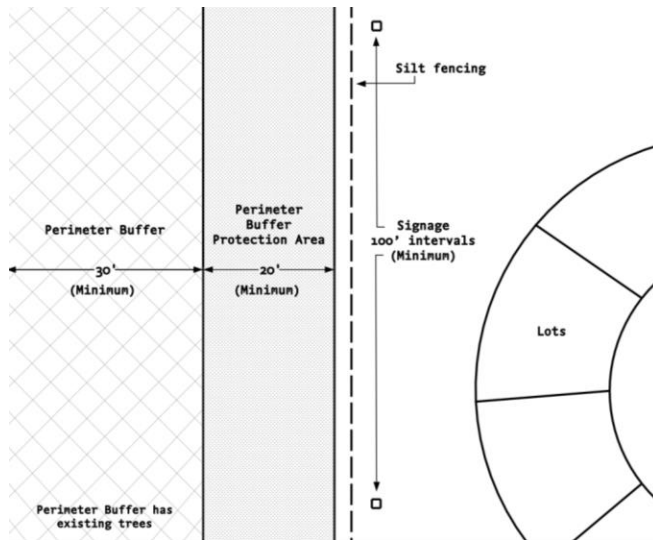 Silt fencing
Perimeter Buffer
30'
(Minimum)
Perimeter
Buffer
Protection Area
20'
(Minimum)
Signage
100' intervals
(Minimum)
Lots
Perimeter Buffer has
existing trees